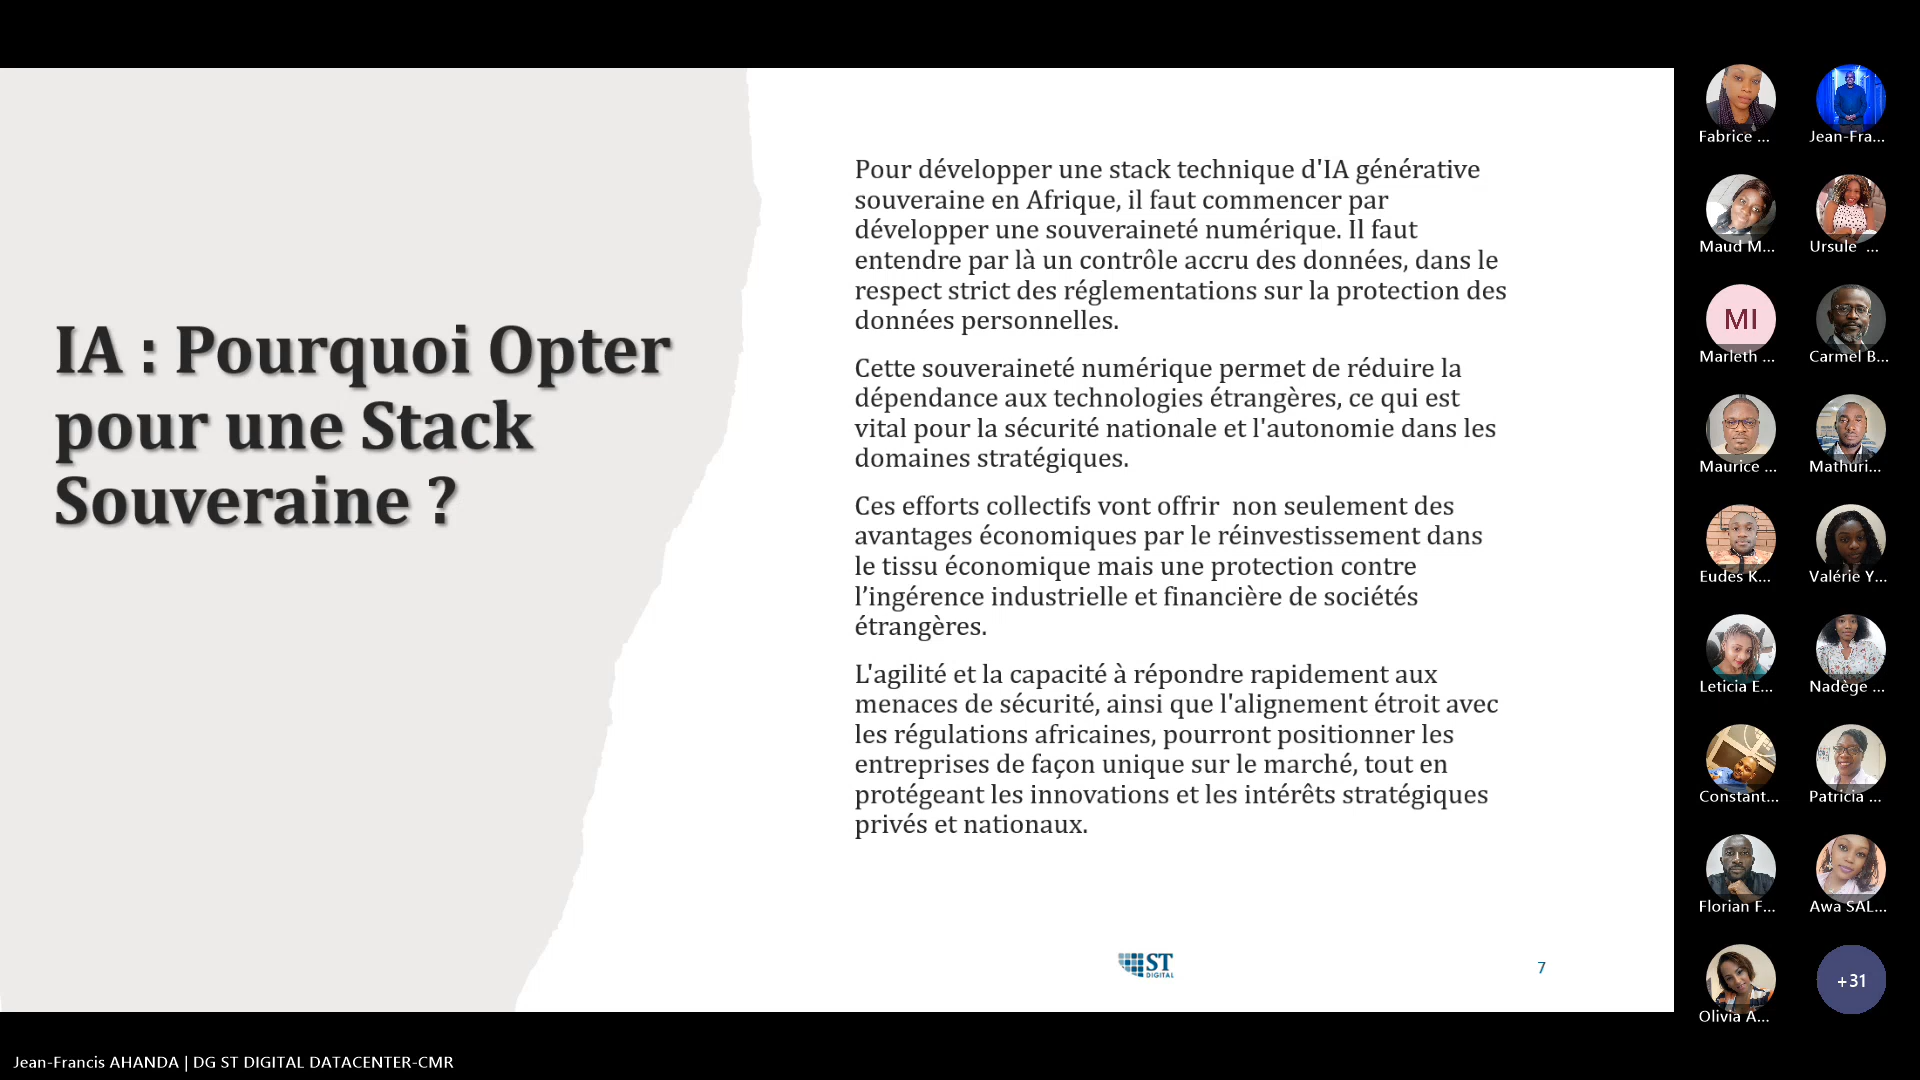 IA : Pourquoi Opter
pour une Stack
Souveraine ?
Pour développer une stack technique d'IA générative
souveraine en Afrique, il faut commencer par
développer une souveraineté numérique. Il faut
entendre par là un contrôle accru des données, dans le
respect strict des réglementations sur la protection des
données personnelles.
Cette souveraineté numérique permet de réduire la
dépendance aux technologies étrangères, ce qui est
vital pour la sécurité nationale et l'autonomie dans les
domaines stratégiques.
Ces efforts collectifs vont offrir  non seulement des
avantages économiques par le réinvestissement dans
le tissu économique mais une protection contre
l’ingérence industrielle et financière de sociétés
étrangères.
L'agilité et la capacité à répondre rapidement aux
menaces de sécurité, ainsi que l'alignement étroit avec
les régulations africaines, pourront positionner les
entreprises de façon unique sur le marché, tout en
protégeant les innovations et les intérêts stratégiques
privés et nationaux.
ST
DIGITAL
7
Fabrice ...
Jean-Fra...
Maud M...
Ursule ...
MI
Marleth ...
Carmel B...
Maurice ...
Mathuri...
Eudes K...
Valérie Y...
Leticia E...
Nadège ...
Constant...
Patricia ...
Florian F...
Awa SAL...
Olivia A...
+31
Jean-Francis AHANDA | DG ST DIGITAL DATACENTER-CMR